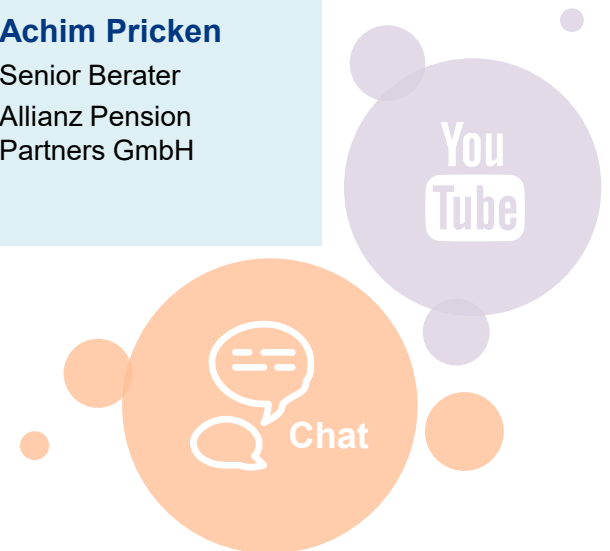 Achim Pricken
Senior Berater
Allianz Pension
Partners GmbH
You
Tube
Chat